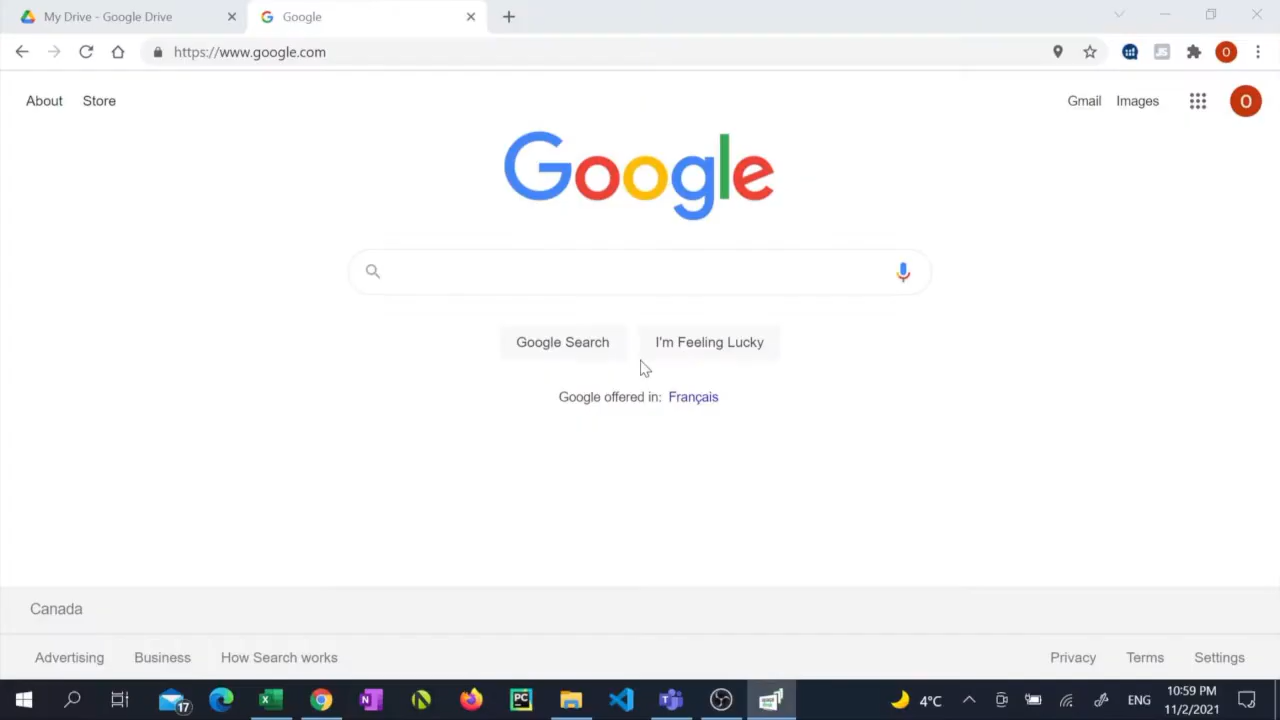 My Drive - Google Drive
Google
https://www.google.com
O
About Store
Gmail Images
O
Google
Google Search
I'm Feeling Lucky
Google offered in: Français
Canada
Advertising Business How Search works
Privacy Terms Settings
17
PC
4°C
ENG
10:59 PM
11/2/2021